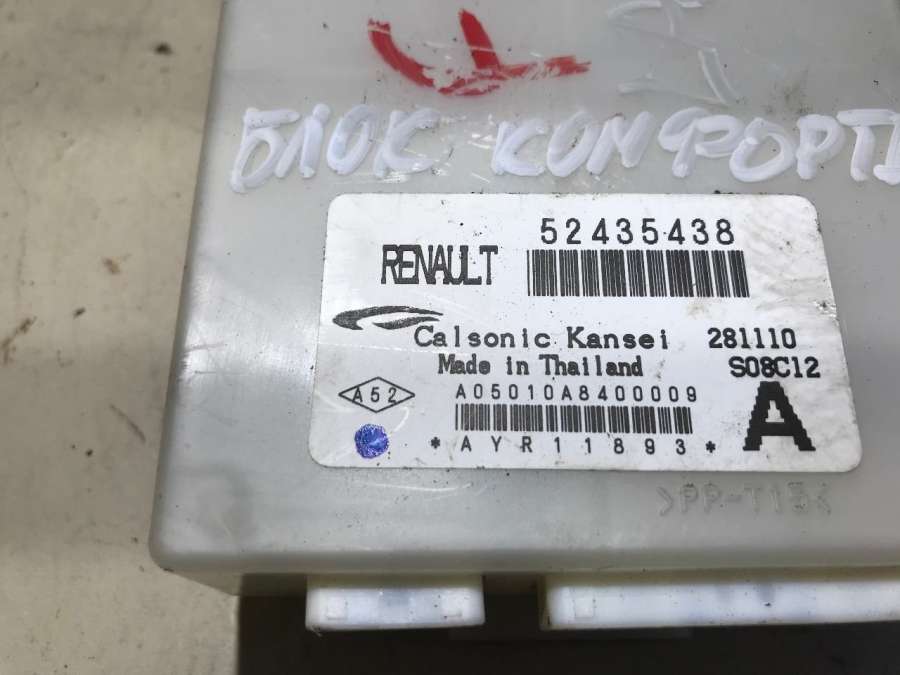 БЛОК КОМФОРТ
52435438
RENAULT
Calsonic Kansei 281110
Made in Thailand S08C12
A52 A05010A8400009 A
*AYR11893*
>PP-T15<